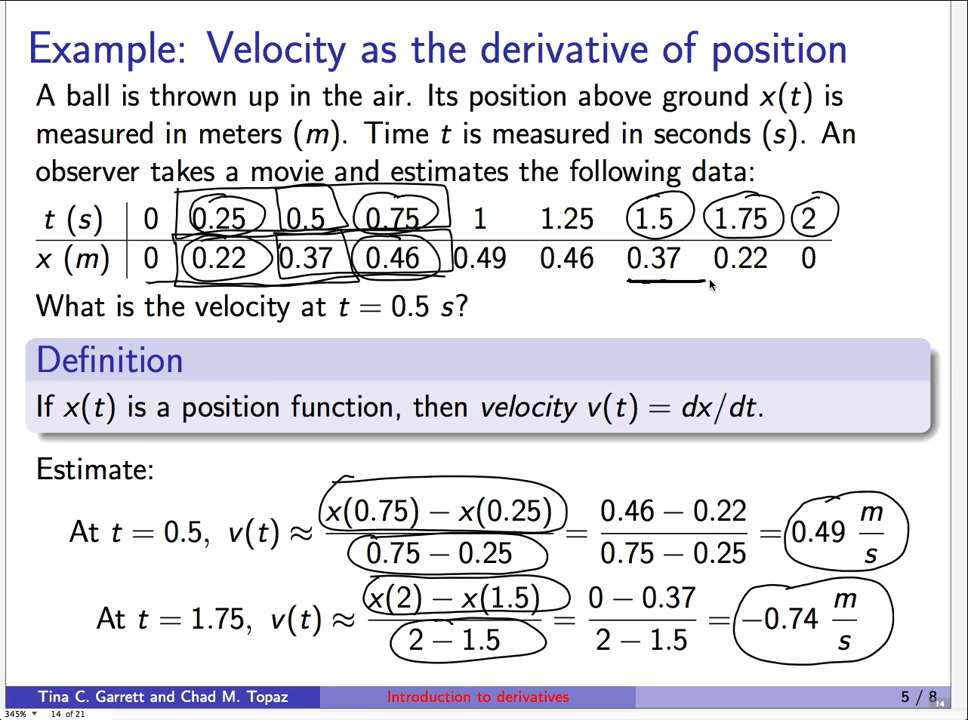 Example: Velocity as the derivative of position
A ball is thrown up in the air. Its position above ground x(t) is
measured in meters (m). Time t is measured in seconds (s). An
observer takes a movie and estimates the following data:
t (s) 0 0.25 0.5 0.75 1 1.25 1.5 1.75 2
x (m) 0 0.22 0.37 0.46 0.49 0.46 0.37 0.22 0
What is the velocity at t = 0.5 s?
Definition
If x(t) is a position function, then velocity v(t) = dx/dt.
Estimate:
At t = 0.5, v(t) ≈ x(0.75) − x(0.25) / 0.75 − 0.25 = 0.46 − 0.22 / 0.75 − 0.25 = 0.49 m/s
At t = 1.75, v(t) ≈ x(2) − x(1.5) / 2 − 1.5 = 0 − 0.37 / 2 − 1.5 = −0.74 m/s
Tina C. Garrett and Chad M. Topaz Introduction to derivatives 5 / 8
14
345% 14 of 21